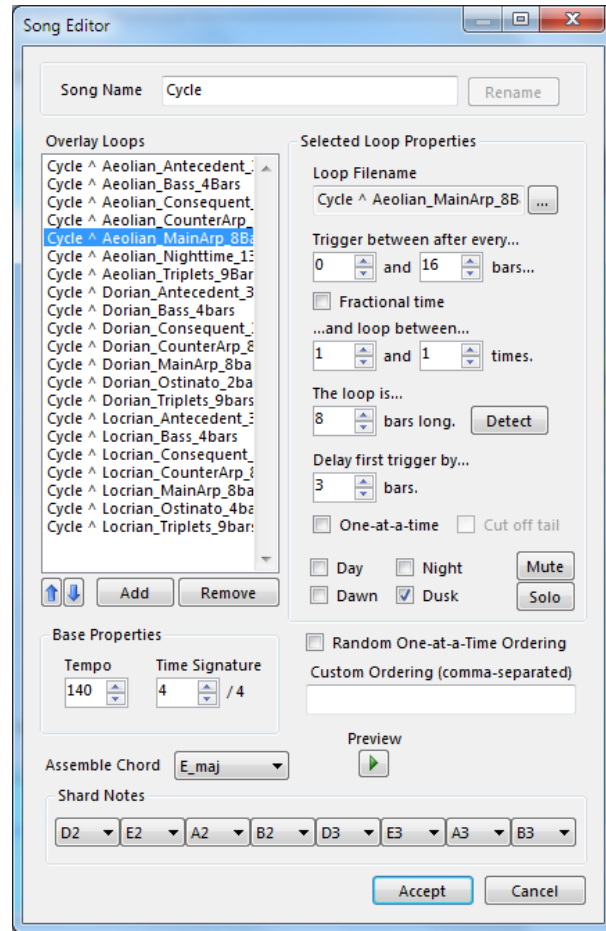 Song Editor
Song Name
Cycle
Rename
Overlay Loops
Cycle ^ Aeolian_Antecedent_
Cycle ^ Aeolian_Bass_4Bars
Cycle ^ Aeolian_Consequent_
Cycle ^ Aeolian_CounterArp_
Cycle ^ Aeolian_MainArp_8Ba
Cycle ^ Aeolian_Nighttime_13
Cycle ^ Aeolian_Triplets_9Bar
Cycle ^ Dorian_Antecedent_3
Cycle ^ Dorian_Bass_4bars
Cycle ^ Dorian_Consequent_
Cycle ^ Dorian_CounterArp_8
Cycle ^ Dorian_MainArp_8ba
Cycle ^ Dorian_Ostinato_2ba
Cycle ^ Dorian_Triplets_9bars
Cycle ^ Locrian_Antecedent_3
Cycle ^ Locrian_Bass_4bars
Cycle ^ Locrian_Consequent_
Cycle ^ Locrian_CounterArp_8
Cycle ^ Locrian_MainArp_8ba
Cycle ^ Locrian_Ostinato_4ba
Cycle ^ Locrian_Triplets_9bar
Add
Remove
Selected Loop Properties
Loop Filename
Cycle ^ Aeolian_MainArp_8B
...
Trigger between after every...
0 and 16 bars...
Fractional time
...and loop between...
1 and 1 times.
The loop is...
8 bars long. Detect
Delay first trigger by...
3 bars.
One-at-a-time Cut off tail
Day Night Mute
Dawn Dusk Solo
Base Properties
Tempo Time Signature
140 4 / 4
Random One-at-a-Time Ordering
Custom Ordering (comma-separated)
Assemble Chord E_maj
Preview
Shard Notes
D2 E2 A2 B2 D3 E3 A3 B3
Accept Cancel